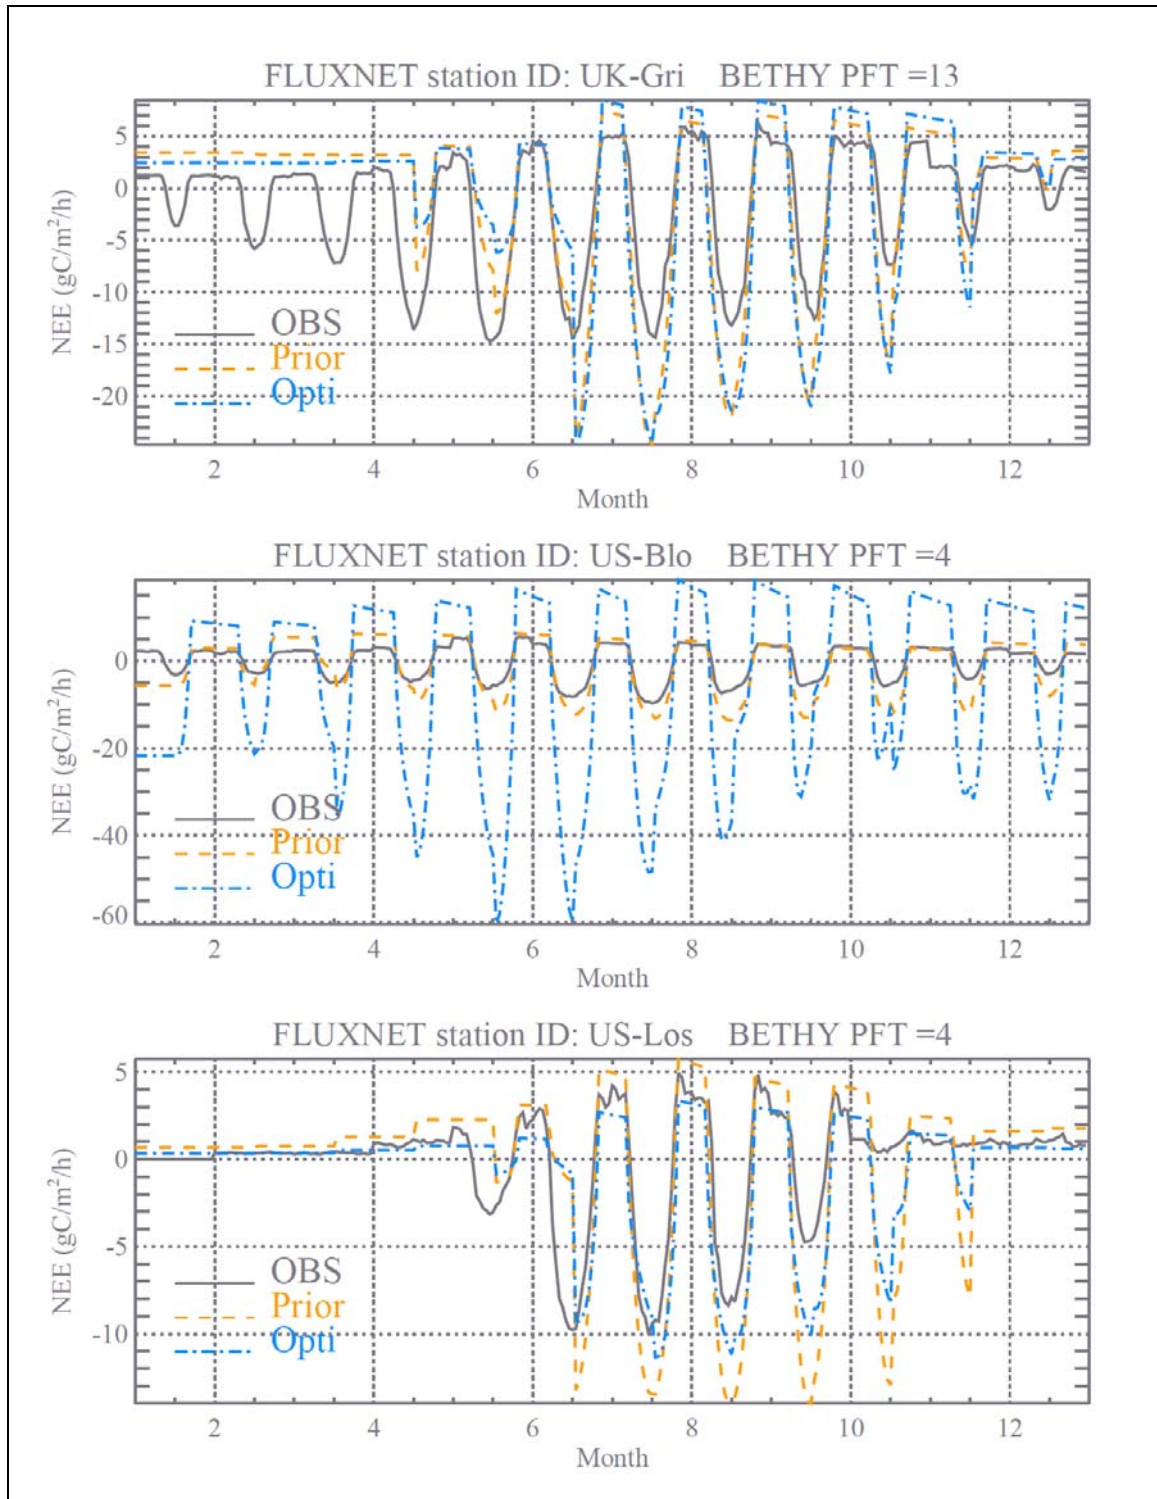 FLUXNET station ID: UK-Gri BETHY PFT =13
NEE (gC/m²/h)
5
0
-5
-10
-15
-20
OBS
Prior
Opti
2 4 6 8 10 12
Month
FLUXNET station ID: US-Blo BETHY PFT =4
NEE (gC/m²/h)
0
-20
-40
-60
OBS
Prior
Opti
2 4 6 8 10 12
Month
FLUXNET station ID: US-Los BETHY PFT =4
NEE (gC/m²/h)
5
0
-5
-10
OBS
Prior
Opti
2 4 6 8 10 12
Month